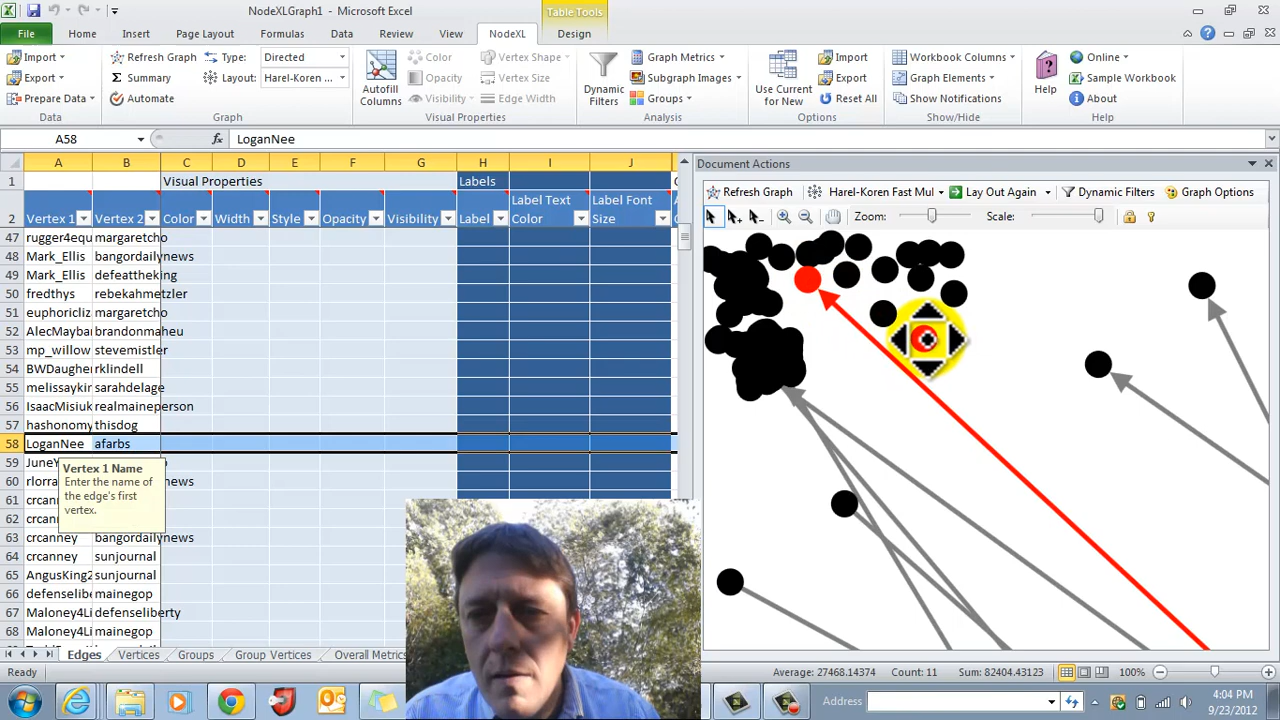 NodeXLGraph1 - Microsoft Excel
Table Tools
File Home Insert Page Layout Formulas Data Review View NodeXL Design
Import Refresh Graph Type: Directed
Export Summary Layout: Harel-Koren ...
Prepare Data Automate
Data Graph
Autofill Columns
Color Vertex Shape
Opacity Vertex Size
Visibility Edge Width
Visual Properties
Dynamic Filters
Graph Metrics
Subgraph Images
Groups
Analysis
Use Current for New
Import
Export
Reset All
Options
Workbook Columns
Graph Elements
Show Notifications
Show/Hide
Help
Online
Sample Workbook
About
Help
A58 fx LoganNee
Document Actions
Refresh Graph Harel-Koren Fast Mul Lay Out Again Dynamic Filters Graph Options
Zoom: Scale:
A B C D E F G H I J
1 Visual Properties Labels
2 Vertex 1 Vertex 2 Color Width Style Opacity Visibility Label Label Text Color Label Font Size
47 rugger4equ margaretcho
48 Mark_Ellis bangordailynews
49 Mark_Ellis defeattheking
50 fredthys rebekahmetzler
51 euphoricliz margaretcho
52 AlecMaybar brandonmaheu
53 mp_willow stevemistler
54 BWDaugher rklindell
55 melissaykin sarahdelage
56 IsaacMisiuk realmaineperson
57 hashonomy thisdog
58 LoganNee afarbs
59 JuneY
60 rlorra news
61 crcann
62 crcann
63 crcanney bangordailynews
64 crcanney sunjournal
65 AngusKing2 sunjournal
66 defenselibe mainegop
67 Maloney4Li defenseliberty
68 Maloney4Li mainegop
Vertex 1 Name
Enter the name of
the edge's first
vertex.
Edges Vertices Groups Group Vertices Overall Metrics
Ready Average: 27468.14374 Count: 11 Sum: 82404.43123 100%
Address
4:04 PM
9/23/2012